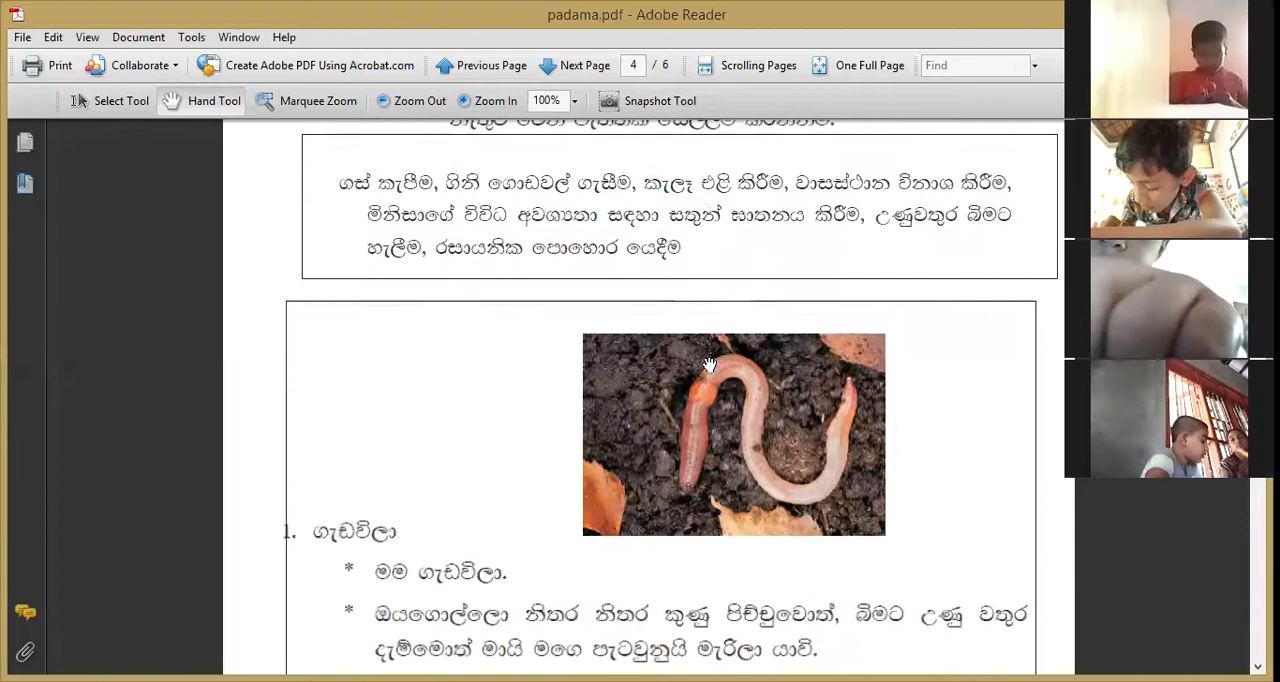 padama.pdf - Adobe Reader
File Edit View Document Tools Window Help
Print Collaborate Create Adobe PDF Using Acrobat.com Previous Page Next Page 4 / 6 Scrolling Pages One Full Page Find
Select Tool Hand Tool Marquee Zoom Zoom Out Zoom In 100% Snapshot Tool
ගස් කැපීම, ගිනි ගොඩවල් ගැසීම, කැලෑ එළි කිරීම, වාසස්ථාන විනාශ කිරීම,
මිනිසාගේ විවිධ අවශ්‍යතා සඳහා සතුන් ඝාතනය කිරීම, උණුවතුර බිමට
හැලීම, රසායනික පොහොර යෙදීම
1. ගැඩවිලා
* මම ගැඩවිලා.
* ඔයගොල්ලො නිතර නිතර කුණු පිච්චුවොත්, බිමට උණු වතුර
දැම්මොත් මායි මගෙ පැටවුනුයි මැරිලා යාවි.